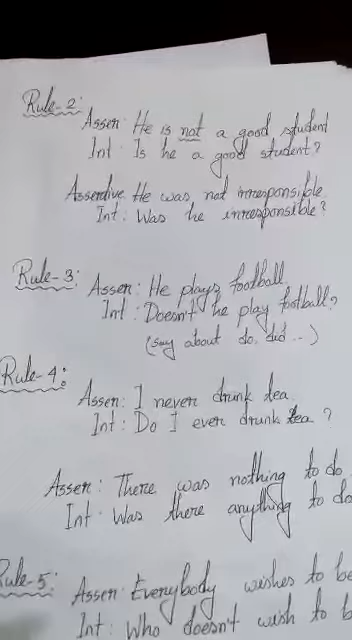 Rule-2:
Asser: He is not a good student
Int: Is he a good student?
Assertive He was not irresponsible.
Int: Was he irresponsible?
Rule-3: Asser: He plays football.
Int: Doesn't he play football?
(say about do, did...)
Rule-4: Asser: I never drunk tea.
Int: Do I ever drunk tea?
Asser: There was nothing to do.
Int: Was there anything to do
Rule-5: Asser: Everybody wishes to be
Int: Who doesn't wish to b